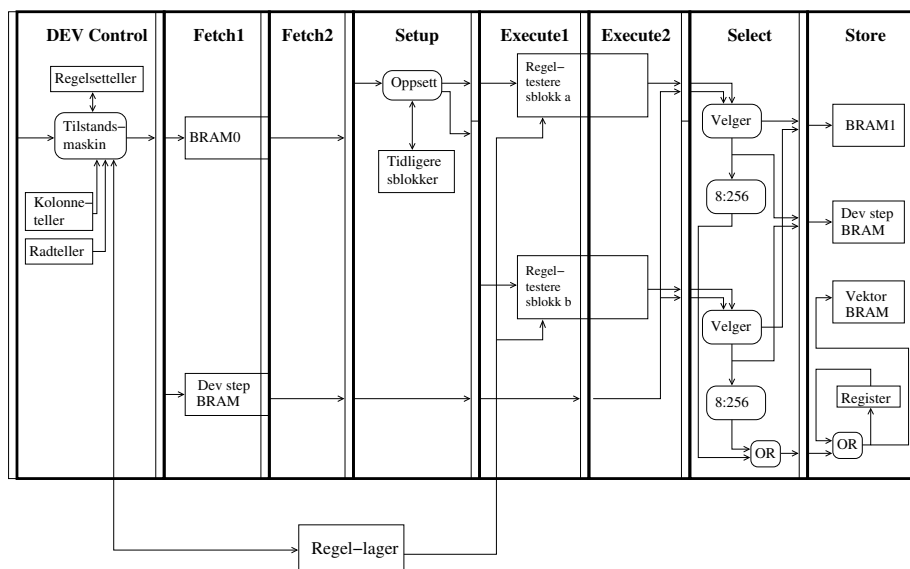 DEV Control
Fetch1
Fetch2
Setup
Execute1
Execute2
Select
Store
Regelsetteller
Tilstands-
maskin
Kolonne-
teller
Radteller
BRAM0
Dev step
BRAM
Oppsett
Tidligere
sblokker
Regel-
testere
sblokk a
Regel-
testere
sblokk b
Velger
8:256
Velger
8:256
OR
BRAM1
Dev step
BRAM
Vektor
BRAM
Register
OR
Regel-lager